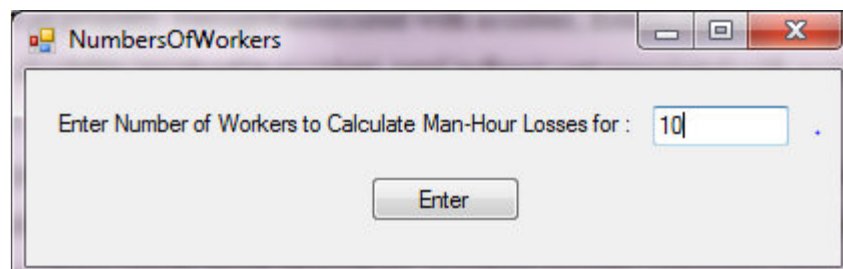 NumbersOfWorkers
Enter Number of Workers to Calculate Man-Hour Losses for : 10
Enter